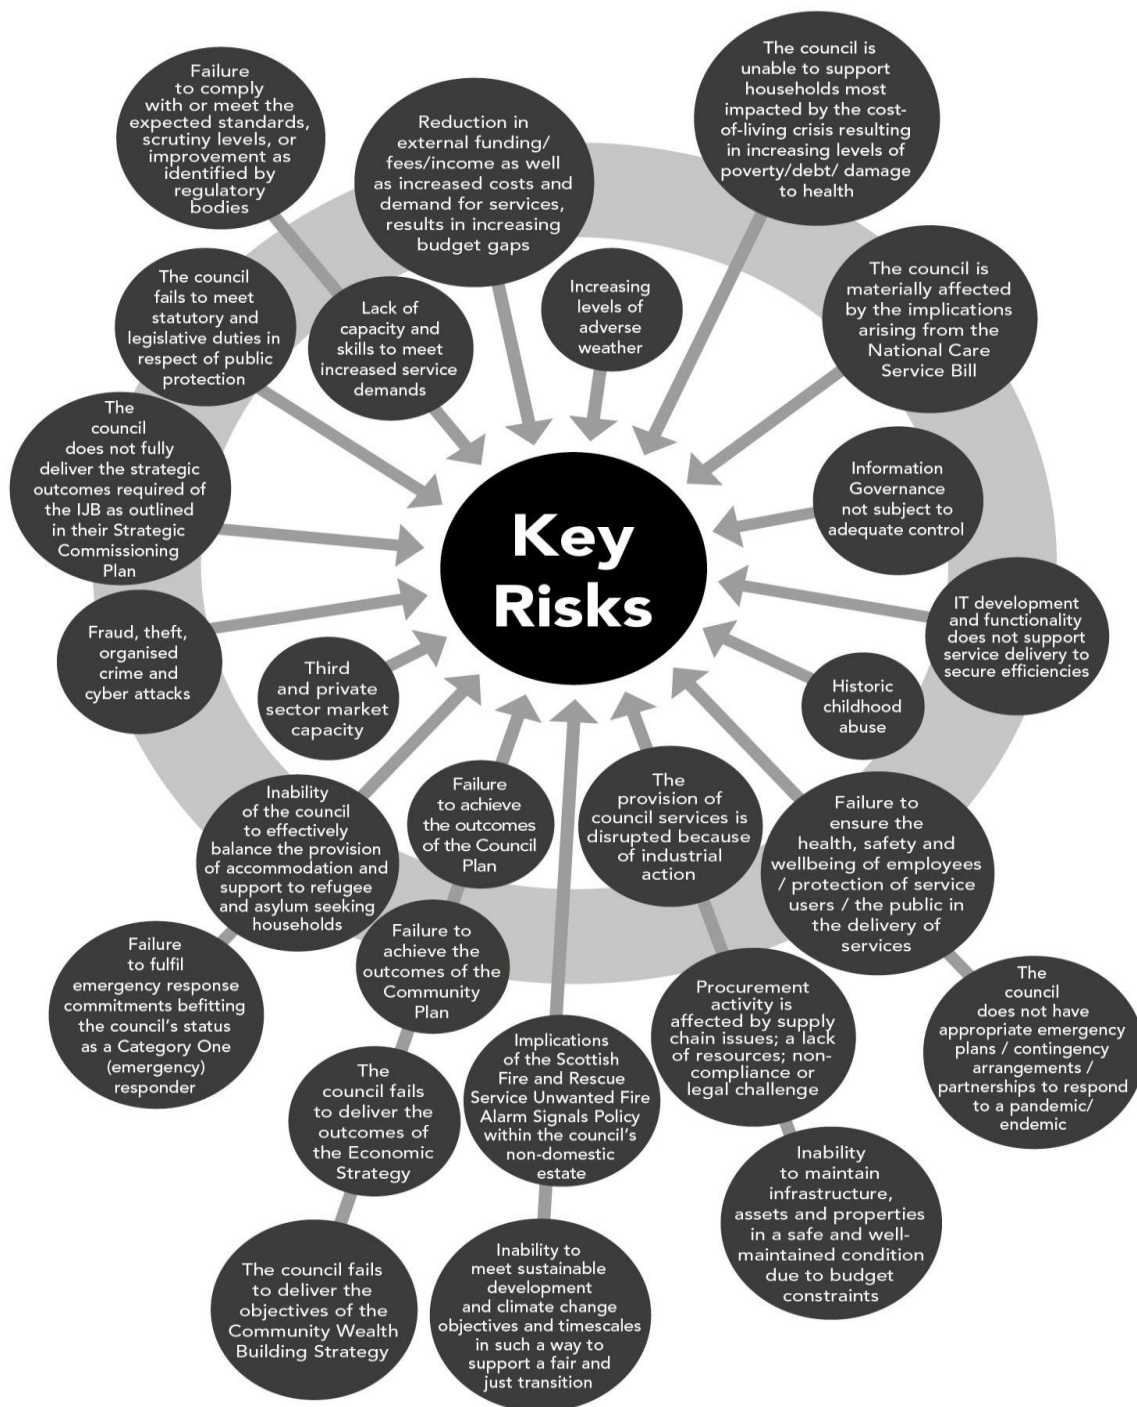 Failure
to comply
with or meet the
expected standards,
scrutiny levels, or
improvement as
identified by
regulatory
bodies
Reduction in
external funding/
fees/income as well
as increased costs and
demand for services,
results in increasing
budget gaps
The council is
unable to support
households most
impacted by the cost-
of-living crisis resulting
in increasing levels of
poverty/debt/ damage
to health
The council
fails to meet
statutory and
legislative duties in
respect of public
protection
Lack of
capacity and
skills to meet
increased service
demands
Increasing
levels of
adverse
weather
The council is
materially affected
by the implications
arising from the
National Care
Service Bill
The
council
does not fully
deliver the strategic
outcomes required of
the IJB as outlined
in their Strategic
Commissioning
Plan
Information
Governance
not subject to
adequate control
Key
Risks
Fraud, theft,
organised
crime and
cyber attacks
Third
and private
sector market
capacity
Historic
childhood
abuse
IT development
and functionality
does not support
service delivery to
secure efficiencies
Inability
of the council
to effectively
balance the provision
of accommodation and
support to refugee
and asylum seeking
households
Failure
to achieve
the outcomes
of the Council
Plan
The
provision of
council services is
disrupted because
of industrial
action
Failure to
ensure the
health, safety and
wellbeing of employees
/ protection of service
users / the public in
the delivery of
services
Failure
to fulfil
emergency response
commitments befitting
the council's status
as a Category One
(emergency)
responder
Failure to
achieve the
outcomes of the
Community
Plan
Procurement
activity is
affected by supply
chain issues; a lack
of resources; non-
compliance or
legal challenge
The
council
does not have
appropriate emergency
plans / contingency
arrangements /
partnerships to respond
to a pandemic/
endemic
The
council fails
to deliver the
outcomes of
the Economic
Strategy
Implications
of the Scottish
Fire and Rescue
Service Unwanted Fire
Alarm Signals Policy
within the council's
non-domestic
estate
Inability
to maintain
infrastructure,
assets and properties
in a safe and well-
maintained condition
due to budget
constraints
The council fails
to deliver the
objectives of the
Community Wealth
Building Strategy
Inability to
meet sustainable
development
and climate change
objectives and timescales
in such a way to
support a fair and
just transition